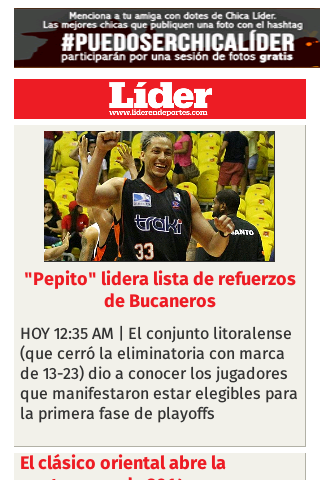 Menciona a tu amiga con dotes de Chica Líder.
Las mejores chicas que publiquen una foto con el hashtag
#PUEDOSERCHICALÍDER
participarán por una sesión de fotos gratis
Líder
www.liderendeportes.com
traki
33
ANTO
"Pepito" lidera lista de refuerzos
de Bucaneros
HOY 12:35 AM | El conjunto litoralense
(que cerró la eliminatoria con marca
de 13-23) dio a conocer los jugadores
que manifestaron estar elegibles para
la primera fase de playoffs
El clásico oriental abre la